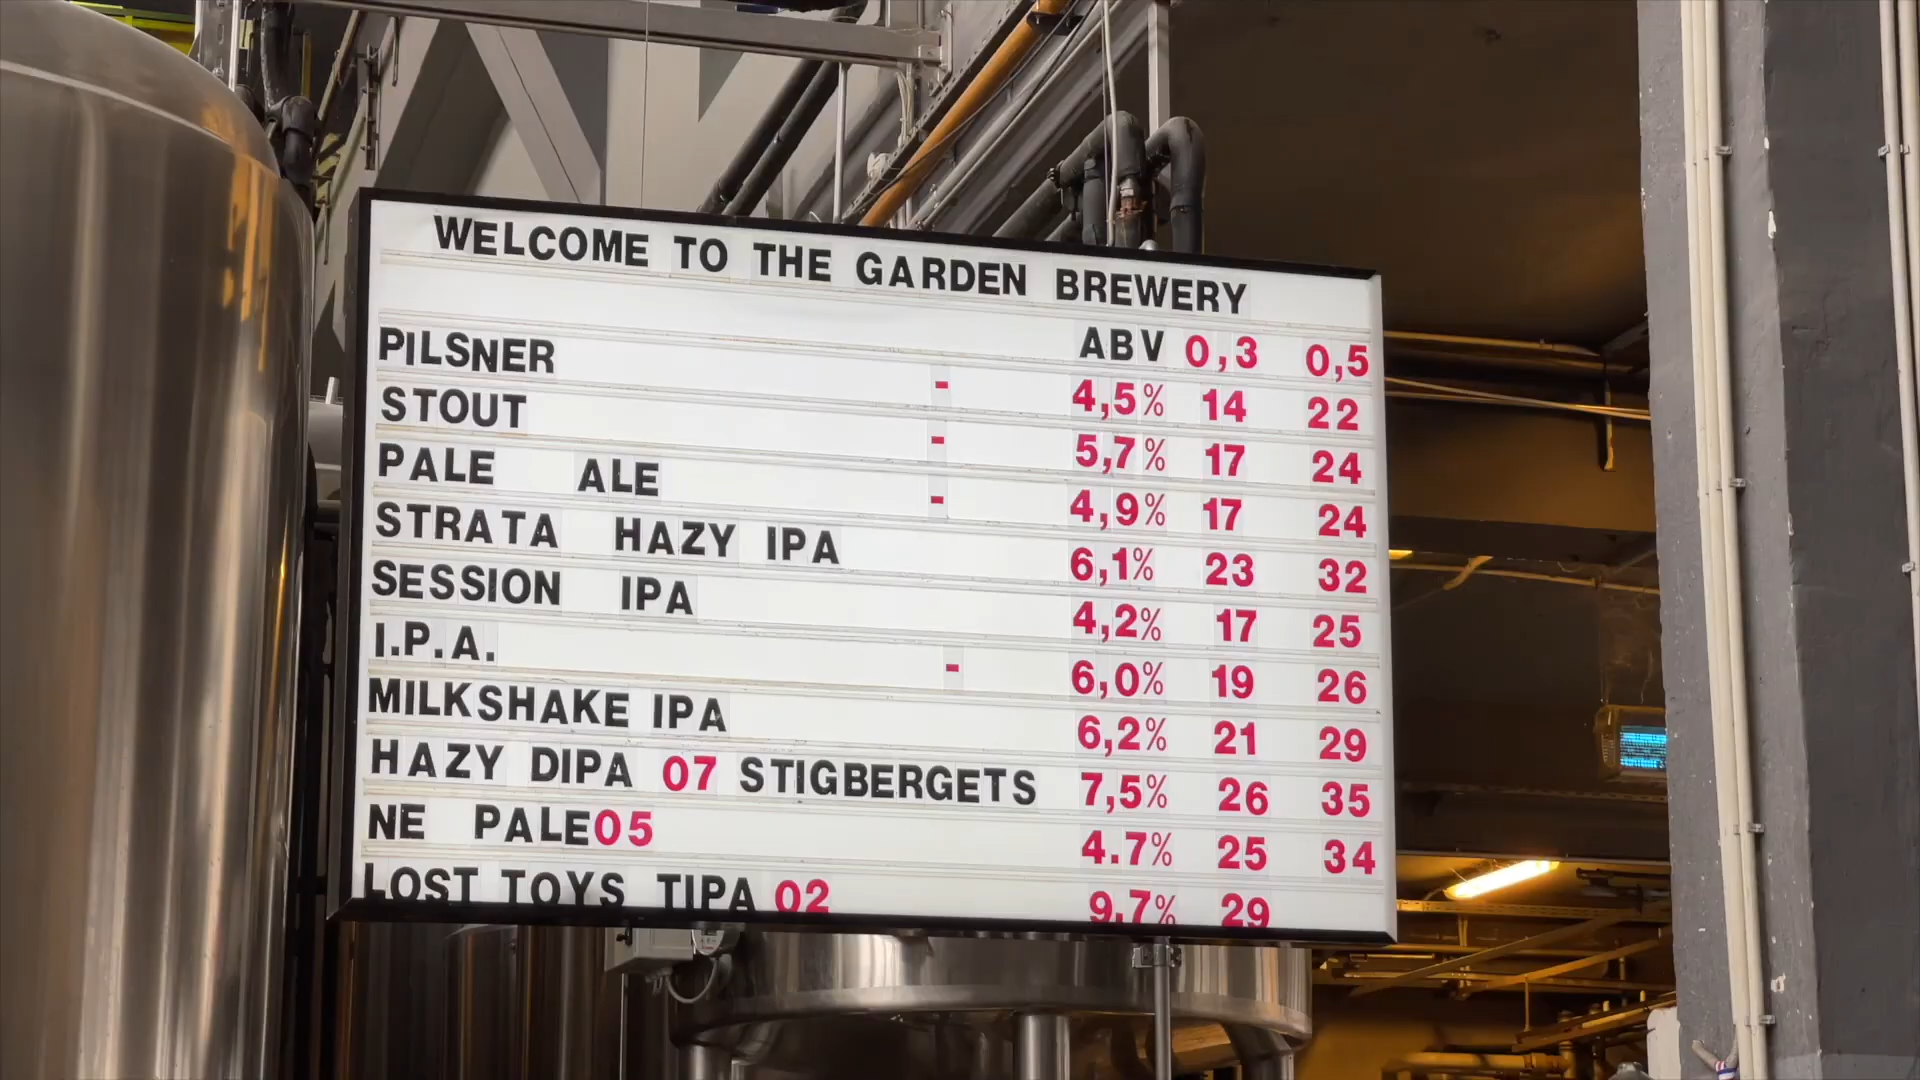 WELCOME TO THE GARDEN BREWERY
ABV 0,3 0,5
PILSNER - 4,5% 14 22
STOUT - 5,7% 17 24
PALE ALE - 4,9% 17 24
STRATA HAZY IPA 6,1% 23 32
SESSION IPA 4,2% 17 25
I.P.A. - 6,0% 19 26
MILKSHAKE IPA 6,2% 21 29
HAZY DIPA 07 STIGBERGETS 7,5% 26 35
NE PALE05 4.7% 25 34
LOST TOYS TIPA 02 9.7% 29